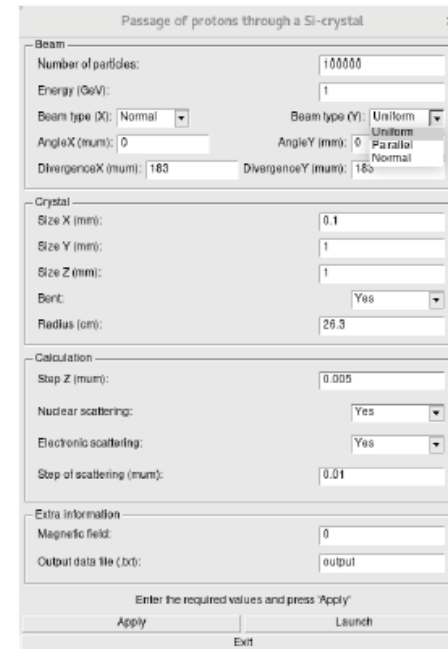 Passage of protons through a Si-crystal
Beam
Number of particles: 100000
Energy (GeV): 1
Beam type (X): Normal Beam type (Y): Uniform
Uniform
AngleX (mum): 0 AngleY (mm): 0 Parallel
Normal
DivergenceX (mum): 183 DivergenceY (mum): 183
Crystal
Size X (mm): 0.1
Size Y (mm): 1
Size Z (mm): 1
Bent: Yes
Radius (cm): 26.3
Calculation
Step Z (mum): 0.005
Nuclear scattering: Yes
Electronic scattering: Yes
Step of scattering (mum): 0.01
Extra information
Magnetic field: 0
Output data file (.txt): output
Enter the required values and press 'Apply'
Apply Launch
Exit